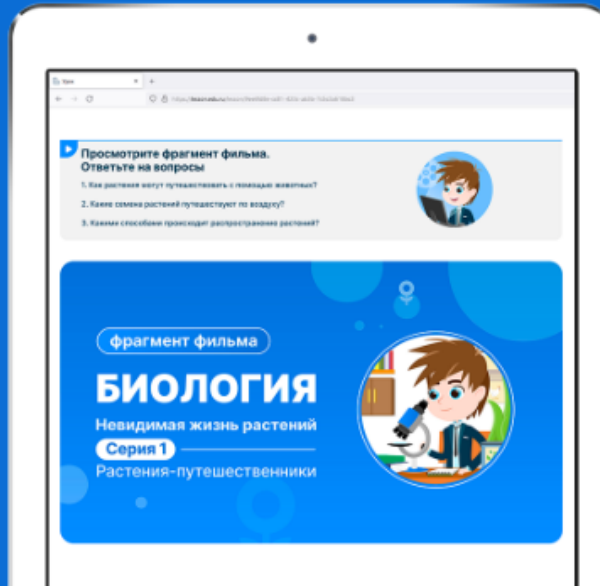 Урок
Просмотрите фрагмент фильма.
Ответьте на вопросы
1. Как растения могут путешествовать с помощью животных?
2. Какие семена растений путешествуют по воздуху?
3. Какими способами происходит распространение растений?
фрагмент фильма
БИОЛОГИЯ
Невидимая жизнь растений
Серия 1
Растения-путешественники